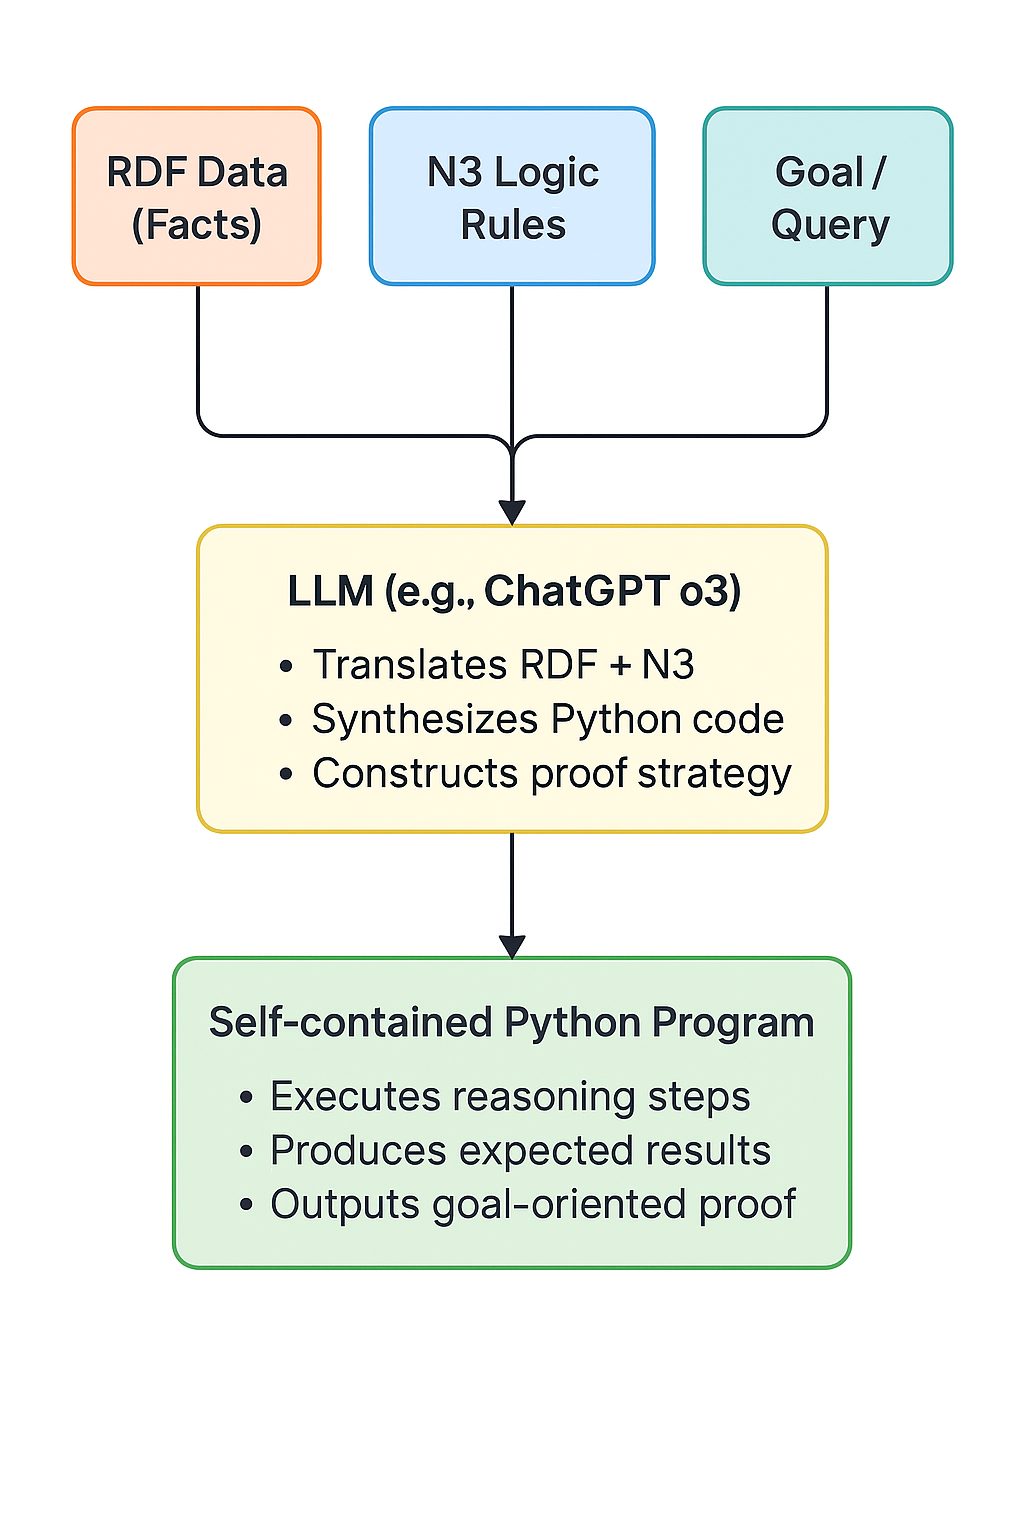 RDF Data
(Facts)
N3 Logic
Rules
Goal /
Query
LLM (e.g., ChatGPT o3)
• Translates RDF + N3
• Synthesizes Python code
• Constructs proof strategy
Self-contained Python Program
• Executes reasoning steps
• Produces expected results
• Outputs goal-oriented proof